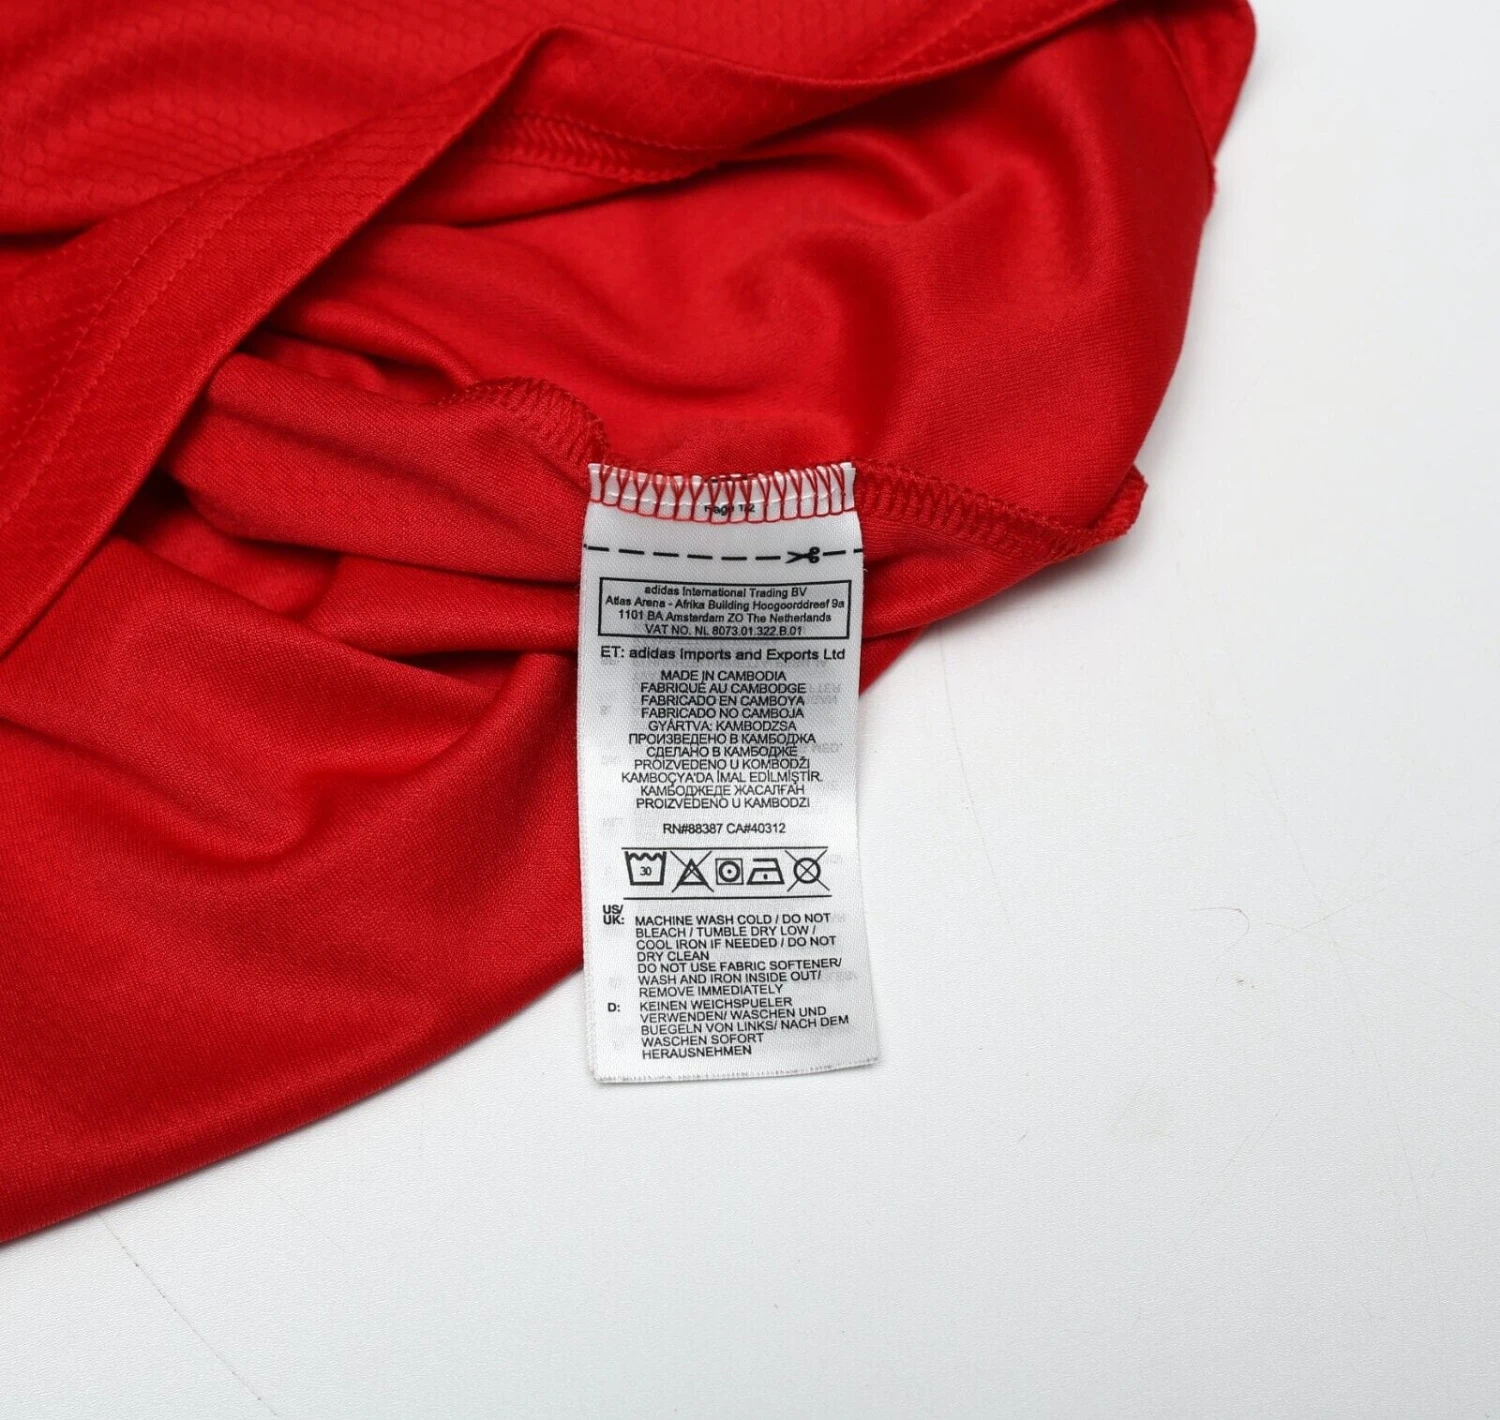 Page 1/2
adidas International Trading BV
Atlas Arena - Afrika Building Hoogoorddreef 9a
1101 BA Amsterdam ZO The Netherlands
VAT NO. NL 8073.01.322.B.01
ET: adidas Imports and Exports Ltd
MADE IN CAMBODIA
FABRIQUÉ AU CAMBODGE
FABRICADO EN CAMBOYA
FABRICADO NO CAMBOJA
GYÁRTVA: KAMBODZSA
ПРОИЗВЕДЕНО В КАМБОДЖА
СДЕЛАНО В КАМБОДЖЕ
PROIZVEDENO U KOMBODŽI
KAMBOÇYA'DA İMAL EDİLMİŞTİR.
КАМБОДЖЕДЕ ЖАСАЛҒАН
PROIZVEDENO U KAMBODZI
RN#88387 CA#40312
30
US/
UK: MACHINE WASH COLD / DO NOT
BLEACH / TUMBLE DRY LOW /
COOL IRON IF NEEDED / DO NOT
DRY CLEAN
DO NOT USE FABRIC SOFTENER/
WASH AND IRON INSIDE OUT/
REMOVE IMMEDIATELY
D: KEINEN WEICHSPUELER
VERWENDEN/ WASCHEN UND
BUEGELN VON LINKS/ NACH DEM
WASCHEN SOFORT
HERAUSNEHMEN